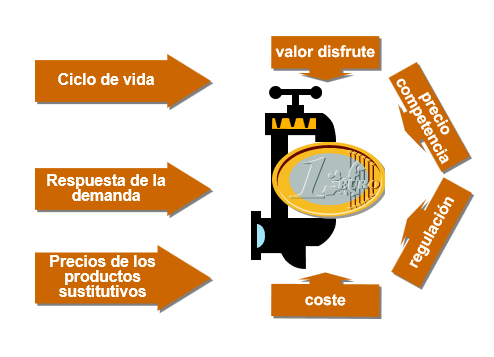 Ciclo de vida
Respuesta de la
demanda
Precios de los
productos
sustitutivos
valor disfrute
precio
competencia
regulación
coste
1 EURO